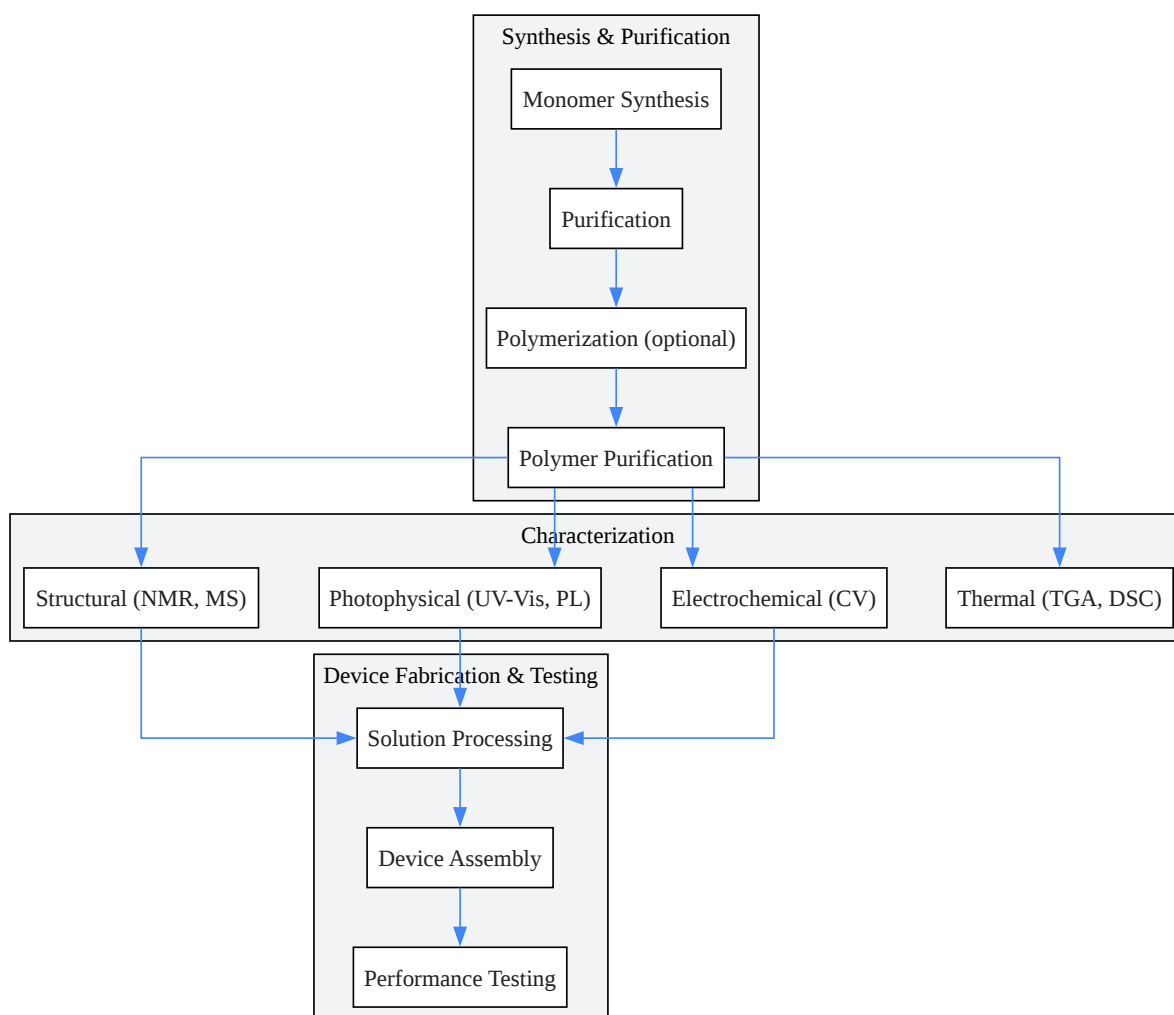 Synthesis & Purification
Monomer Synthesis
Purification
Polymerization (optional)
Polymer Purification
Characterization
Structural (NMR, MS)
Photophysical (UV-Vis, PL)
Electrochemical (CV)
Thermal (TGA, DSC)
Device Fabrication & Testing
Solution Processing
Device Assembly
Performance Testing